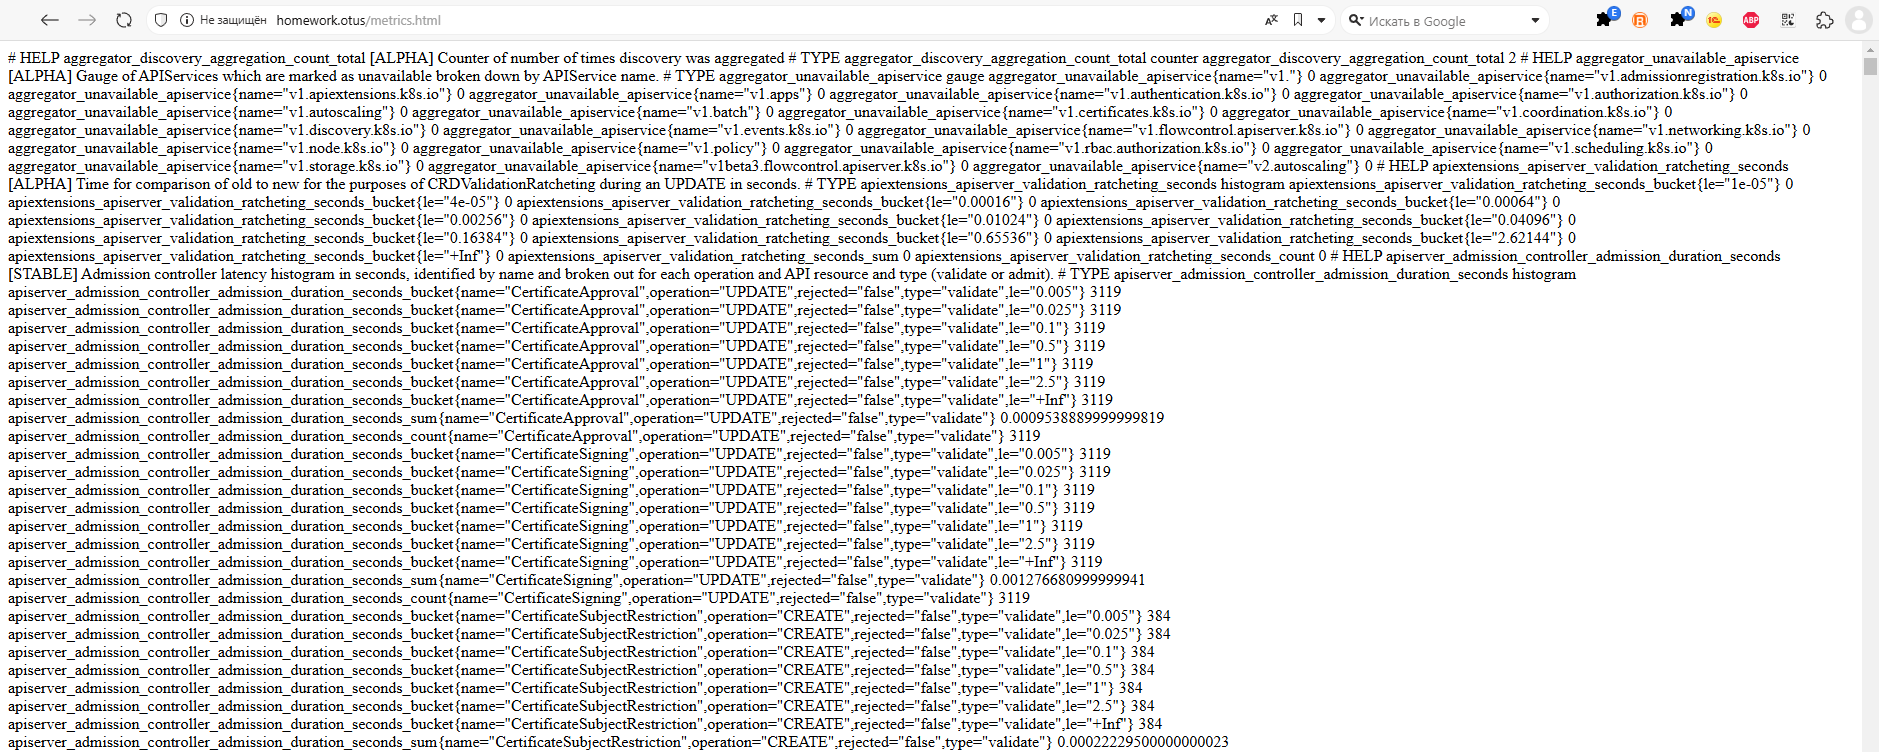 Не защищён homework.otus/metrics.html Искать в Google
# HELP aggregator_discovery_aggregation_count_total [ALPHA] Counter of number of times discovery was aggregated # TYPE aggregator_discovery_aggregation_count_total counter aggregator_discovery_aggregation_count_total 2 # HELP aggregator_unavailable_apiservice
[ALPHA] Gauge of APIServices which are marked as unavailable broken down by APIService name. # TYPE aggregator_unavailable_apiservice gauge aggregator_unavailable_apiservice{name="v1."} 0 aggregator_unavailable_apiservice{name="v1.admissionregistration.k8s.io"} 0
aggregator_unavailable_apiservice{name="v1.apiextensions.k8s.io"} 0 aggregator_unavailable_apiservice{name="v1.apps"} 0 aggregator_unavailable_apiservice{name="v1.authentication.k8s.io"} 0 aggregator_unavailable_apiservice{name="v1.authorization.k8s.io"} 0
aggregator_unavailable_apiservice{name="v1.autoscaling"} 0 aggregator_unavailable_apiservice{name="v1.batch"} 0 aggregator_unavailable_apiservice{name="v1.certificates.k8s.io"} 0 aggregator_unavailable_apiservice{name="v1.coordination.k8s.io"} 0
aggregator_unavailable_apiservice{name="v1.discovery.k8s.io"} 0 aggregator_unavailable_apiservice{name="v1.events.k8s.io"} 0 aggregator_unavailable_apiservice{name="v1.flowcontrol.apiserver.k8s.io"} 0 aggregator_unavailable_apiservice{name="v1.networking.k8s.io"} 0
aggregator_unavailable_apiservice{name="v1.node.k8s.io"} 0 aggregator_unavailable_apiservice{name="v1.policy"} 0 aggregator_unavailable_apiservice{name="v1.rbac.authorization.k8s.io"} 0 aggregator_unavailable_apiservice{name="v1.scheduling.k8s.io"} 0
aggregator_unavailable_apiservice{name="v1.storage.k8s.io"} 0 aggregator_unavailable_apiservice{name="v1beta3.flowcontrol.apiserver.k8s.io"} 0 aggregator_unavailable_apiservice{name="v2.autoscaling"} 0 # HELP apiextensions_apiserver_validation_ratcheting_seconds
[ALPHA] Time for comparison of old to new for the purposes of CRDValidationRatcheting during an UPDATE in seconds. # TYPE apiextensions_apiserver_validation_ratcheting_seconds histogram apiextensions_apiserver_validation_ratcheting_seconds_bucket{le="1e-05"} 0
apiextensions_apiserver_validation_ratcheting_seconds_bucket{le="4e-05"} 0 apiextensions_apiserver_validation_ratcheting_seconds_bucket{le="0.00016"} 0 apiextensions_apiserver_validation_ratcheting_seconds_bucket{le="0.00064"} 0
apiextensions_apiserver_validation_ratcheting_seconds_bucket{le="0.00256"} 0 apiextensions_apiserver_validation_ratcheting_seconds_bucket{le="0.01024"} 0 apiextensions_apiserver_validation_ratcheting_seconds_bucket{le="0.04096"} 0
apiextensions_apiserver_validation_ratcheting_seconds_bucket{le="0.16384"} 0 apiextensions_apiserver_validation_ratcheting_seconds_bucket{le="0.65536"} 0 apiextensions_apiserver_validation_ratcheting_seconds_bucket{le="2.62144"} 0
apiextensions_apiserver_validation_ratcheting_seconds_bucket{le="+Inf"} 0 apiextensions_apiserver_validation_ratcheting_seconds_sum 0 apiextensions_apiserver_validation_ratcheting_seconds_count 0 # HELP apiserver_admission_controller_admission_duration_seconds
[STABLE] Admission controller latency histogram in seconds, identified by name and broken out for each operation and API resource and type (validate or admit). # TYPE apiserver_admission_controller_admission_duration_seconds histogram
apiserver_admission_controller_admission_duration_seconds_bucket{name="CertificateApproval",operation="UPDATE",rejected="false",type="validate",le="0.005"} 3119
apiserver_admission_controller_admission_duration_seconds_bucket{name="CertificateApproval",operation="UPDATE",rejected="false",type="validate",le="0.025"} 3119
apiserver_admission_controller_admission_duration_seconds_bucket{name="CertificateApproval",operation="UPDATE",rejected="false",type="validate",le="0.1"} 3119
apiserver_admission_controller_admission_duration_seconds_bucket{name="CertificateApproval",operation="UPDATE",rejected="false",type="validate",le="0.5"} 3119
apiserver_admission_controller_admission_duration_seconds_bucket{name="CertificateApproval",operation="UPDATE",rejected="false",type="validate",le="1"} 3119
apiserver_admission_controller_admission_duration_seconds_bucket{name="CertificateApproval",operation="UPDATE",rejected="false",type="validate",le="2.5"} 3119
apiserver_admission_controller_admission_duration_seconds_bucket{name="CertificateApproval",operation="UPDATE",rejected="false",type="validate",le="+Inf"} 3119
apiserver_admission_controller_admission_duration_seconds_sum{name="CertificateApproval",operation="UPDATE",rejected="false",type="validate"} 0.0009538889999999819
apiserver_admission_controller_admission_duration_seconds_count{name="CertificateApproval",operation="UPDATE",rejected="false",type="validate"} 3119
apiserver_admission_controller_admission_duration_seconds_bucket{name="CertificateSigning",operation="UPDATE",rejected="false",type="validate",le="0.005"} 3119
apiserver_admission_controller_admission_duration_seconds_bucket{name="CertificateSigning",operation="UPDATE",rejected="false",type="validate",le="0.025"} 3119
apiserver_admission_controller_admission_duration_seconds_bucket{name="CertificateSigning",operation="UPDATE",rejected="false",type="validate",le="0.1"} 3119
apiserver_admission_controller_admission_duration_seconds_bucket{name="CertificateSigning",operation="UPDATE",rejected="false",type="validate",le="0.5"} 3119
apiserver_admission_controller_admission_duration_seconds_bucket{name="CertificateSigning",operation="UPDATE",rejected="false",type="validate",le="1"} 3119
apiserver_admission_controller_admission_duration_seconds_bucket{name="CertificateSigning",operation="UPDATE",rejected="false",type="validate",le="2.5"} 3119
apiserver_admission_controller_admission_duration_seconds_bucket{name="CertificateSigning",operation="UPDATE",rejected="false",type="validate",le="+Inf"} 3119
apiserver_admission_controller_admission_duration_seconds_sum{name="CertificateSigning",operation="UPDATE",rejected="false",type="validate"} 0.001276680999999941
apiserver_admission_controller_admission_duration_seconds_count{name="CertificateSigning",operation="UPDATE",rejected="false",type="validate"} 3119
apiserver_admission_controller_admission_duration_seconds_bucket{name="CertificateSubjectRestriction",operation="CREATE",rejected="false",type="validate",le="0.005"} 384
apiserver_admission_controller_admission_duration_seconds_bucket{name="CertificateSubjectRestriction",operation="CREATE",rejected="false",type="validate",le="0.025"} 384
apiserver_admission_controller_admission_duration_seconds_bucket{name="CertificateSubjectRestriction",operation="CREATE",rejected="false",type="validate",le="0.1"} 384
apiserver_admission_controller_admission_duration_seconds_bucket{name="CertificateSubjectRestriction",operation="CREATE",rejected="false",type="validate",le="0.5"} 384
apiserver_admission_controller_admission_duration_seconds_bucket{name="CertificateSubjectRestriction",operation="CREATE",rejected="false",type="validate",le="1"} 384
apiserver_admission_controller_admission_duration_seconds_bucket{name="CertificateSubjectRestriction",operation="CREATE",rejected="false",type="validate",le="2.5"} 384
apiserver_admission_controller_admission_duration_seconds_bucket{name="CertificateSubjectRestriction",operation="CREATE",rejected="false",type="validate",le="+Inf"} 384
apiserver_admission_controller_admission_duration_seconds_sum{name="CertificateSubjectRestriction",operation="CREATE",rejected="false",type="validate"} 0.00022229500000000023